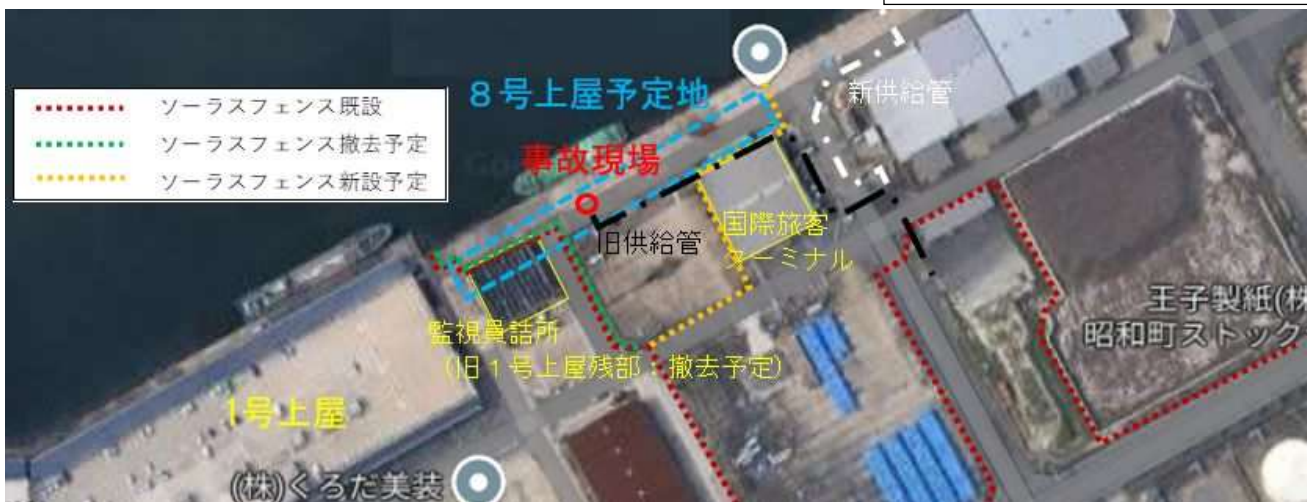 ソーラスフェンス既設
ソーラスフェンス撤去予定
ソーラスフェンス新設予定
８号上屋予定地
新供給管
事故現場
旧供給管
国際旅客
ターミナル
王子製紙(株
昭和町ストック
監視員詰所
(旧１号上屋残部：撤去予定)
1号上屋
(株)くろだ美装